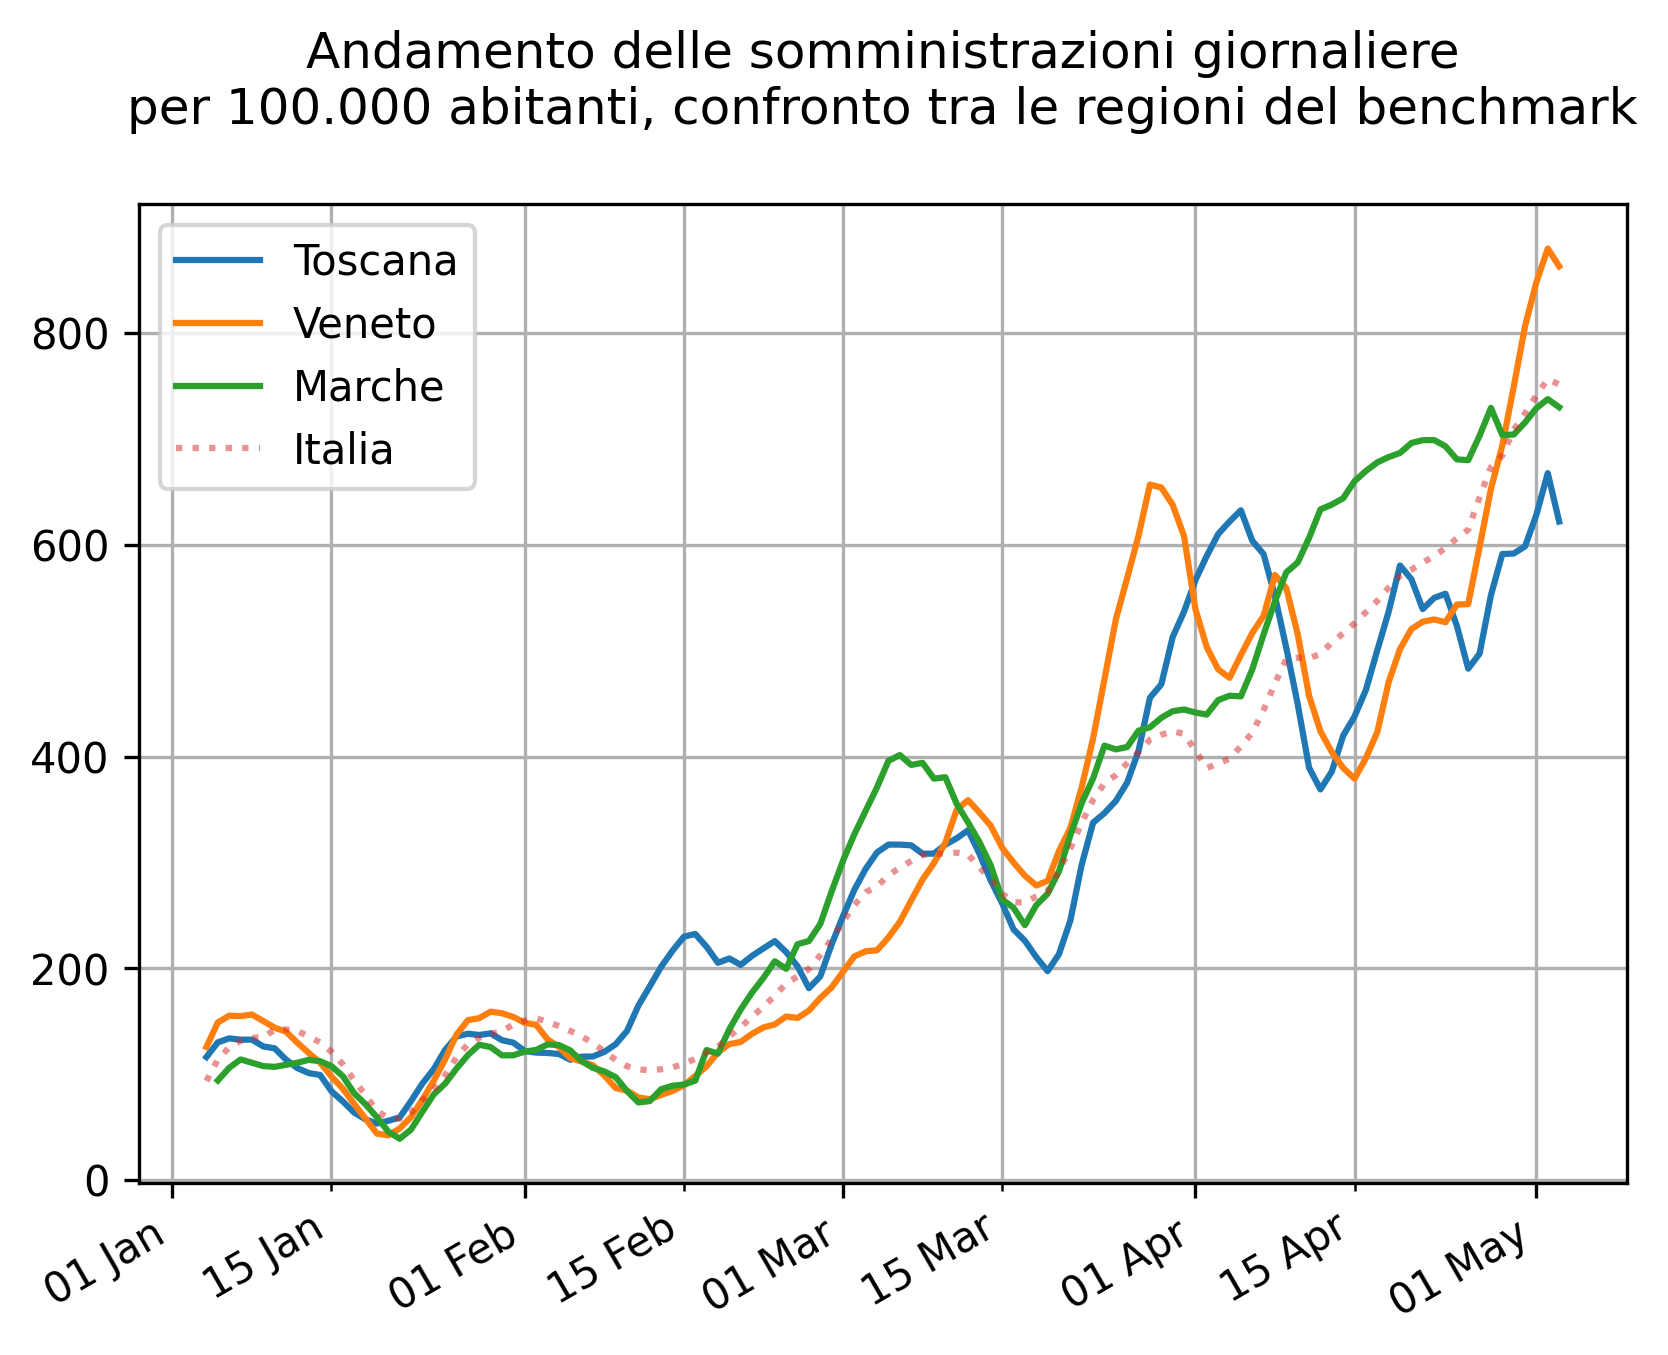 Andamento delle somministrazioni giornaliere
per 100.000 abitanti, confronto tra le regioni del benchmark
Toscana
Veneto
Marche
Italia
800
600
400
200
0
01 Jan
15 Jan
01 Feb
15 Feb
01 Mar
15 Mar
01 Apr
15 Apr
01 May